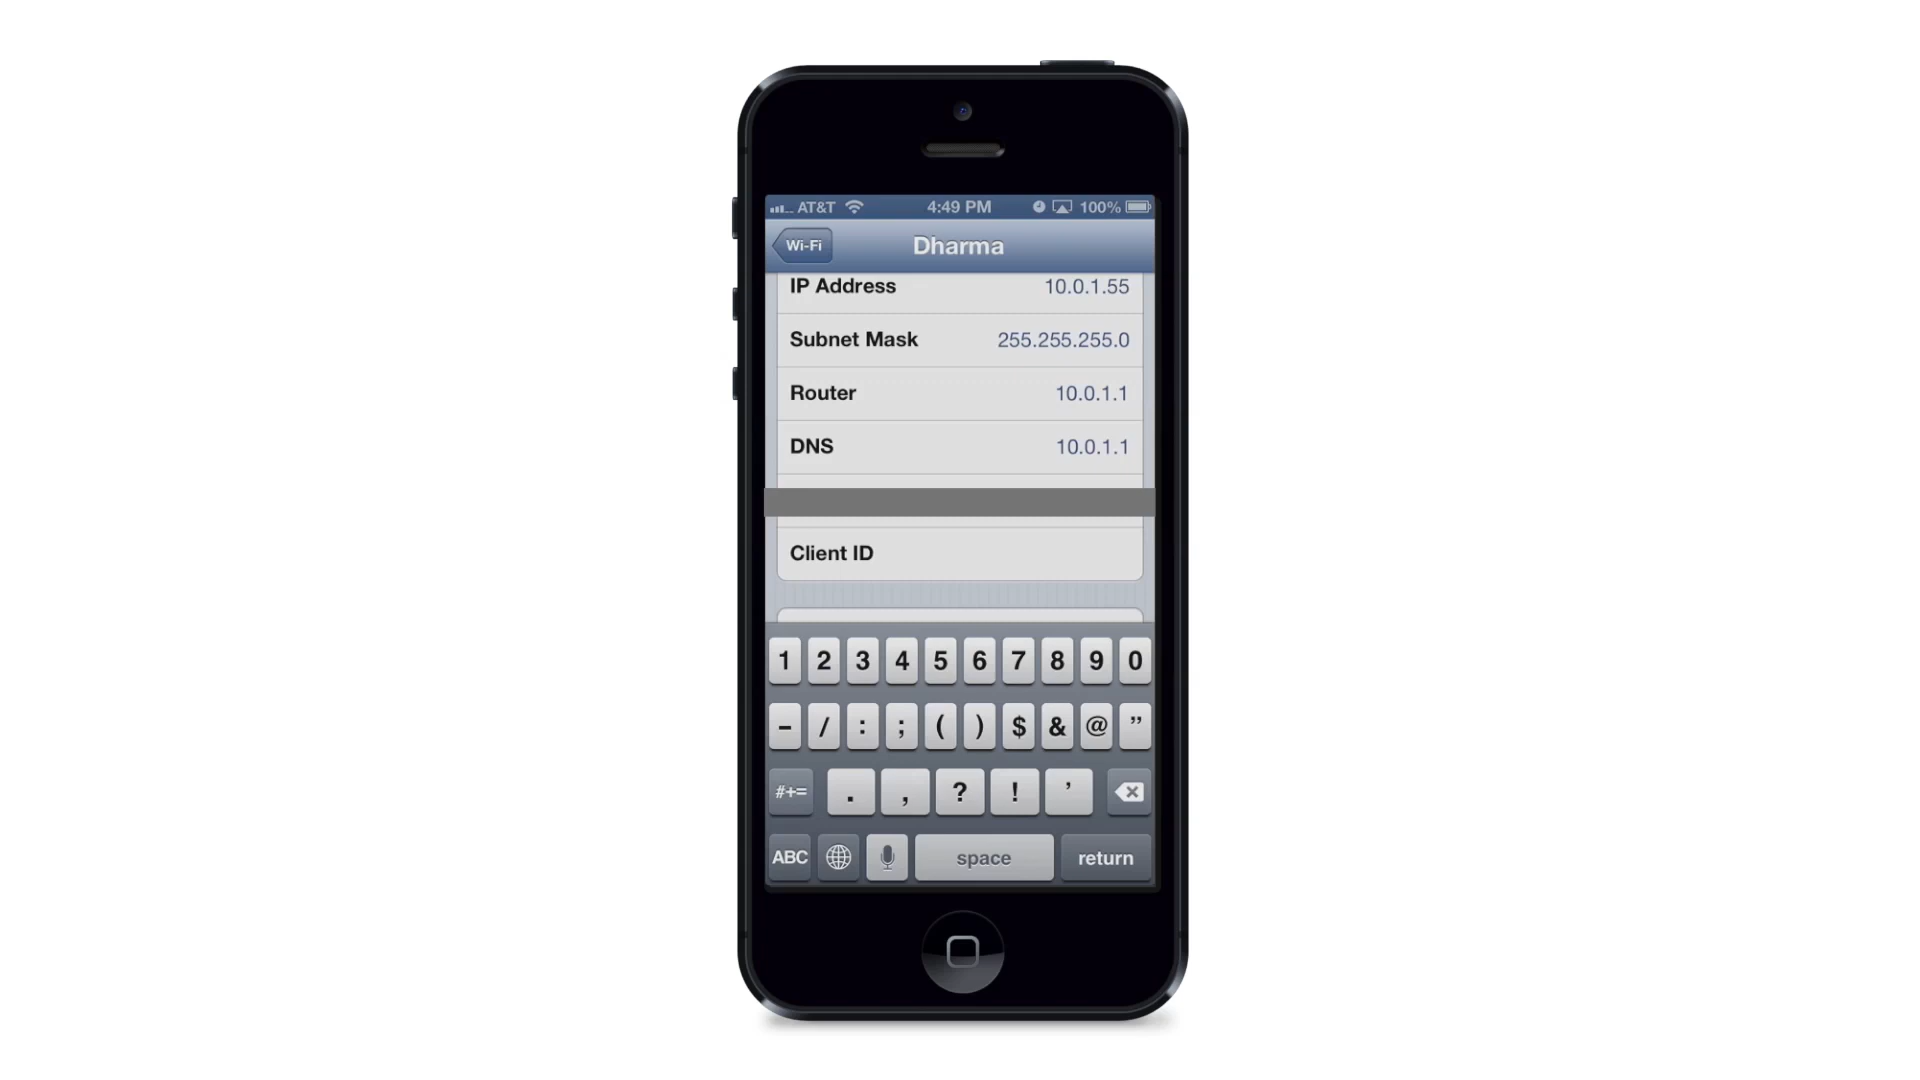 AT&T 4:49 PM 100%
Wi-Fi Dharma
IP Address 10.0.1.55
Subnet Mask 255.255.255.0
Router 10.0.1.1
DNS 10.0.1.1
Client ID
1 2 3 4 5 6 7 8 9 0
- / : ; ( ) $ & @ "
#+= . , ? ! '
ABC space return